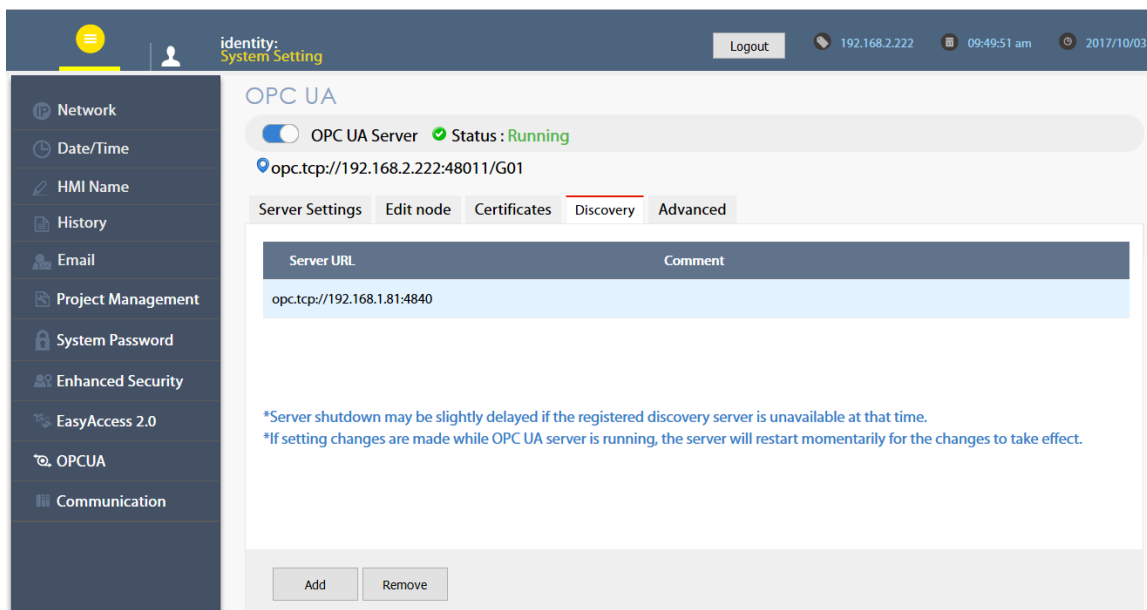 identity:
System Setting
Logout
192.168.2.222
09:49:51 am
2017/10/03
Network
Date/Time
HMI Name
History
Email
Project Management
System Password
Enhanced Security
EasyAccess 2.0
OPCUA
Communication
OPC UA
OPC UA Server Status : Running
opc.tcp://192.168.2.222:48011/G01
Server Settings Edit node Certificates Discovery Advanced
Server URL Comment
opc.tcp://192.168.1.81:4840
*Server shutdown may be slightly delayed if the registered discovery server is unavailable at that time.
*If setting changes are made while OPC UA server is running, the server will restart momentarily for the changes to take effect.
Add Remove